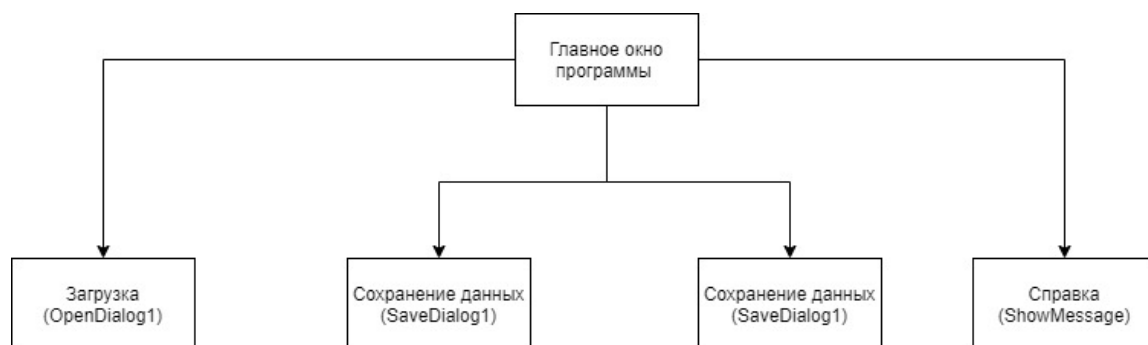 Главное окно
программы
Загрузка
(OpenDialog1)
Сохранение данных
(SaveDialog1)
Сохранение данных
(SaveDialog1)
Справка
(ShowMessage)